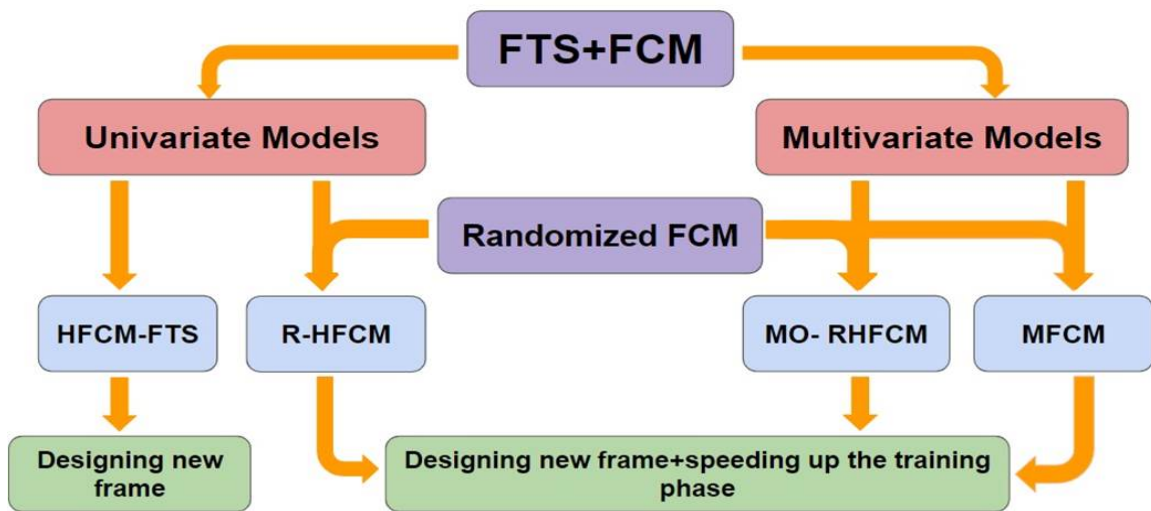 FTS+FCM
Univariate Models
Multivariate Models
Randomized FCM
HFCM-FTS
R-HFCM
MO- RHFCM
MFCM
Designing new
frame
Designing new frame+speeding up the training
phase